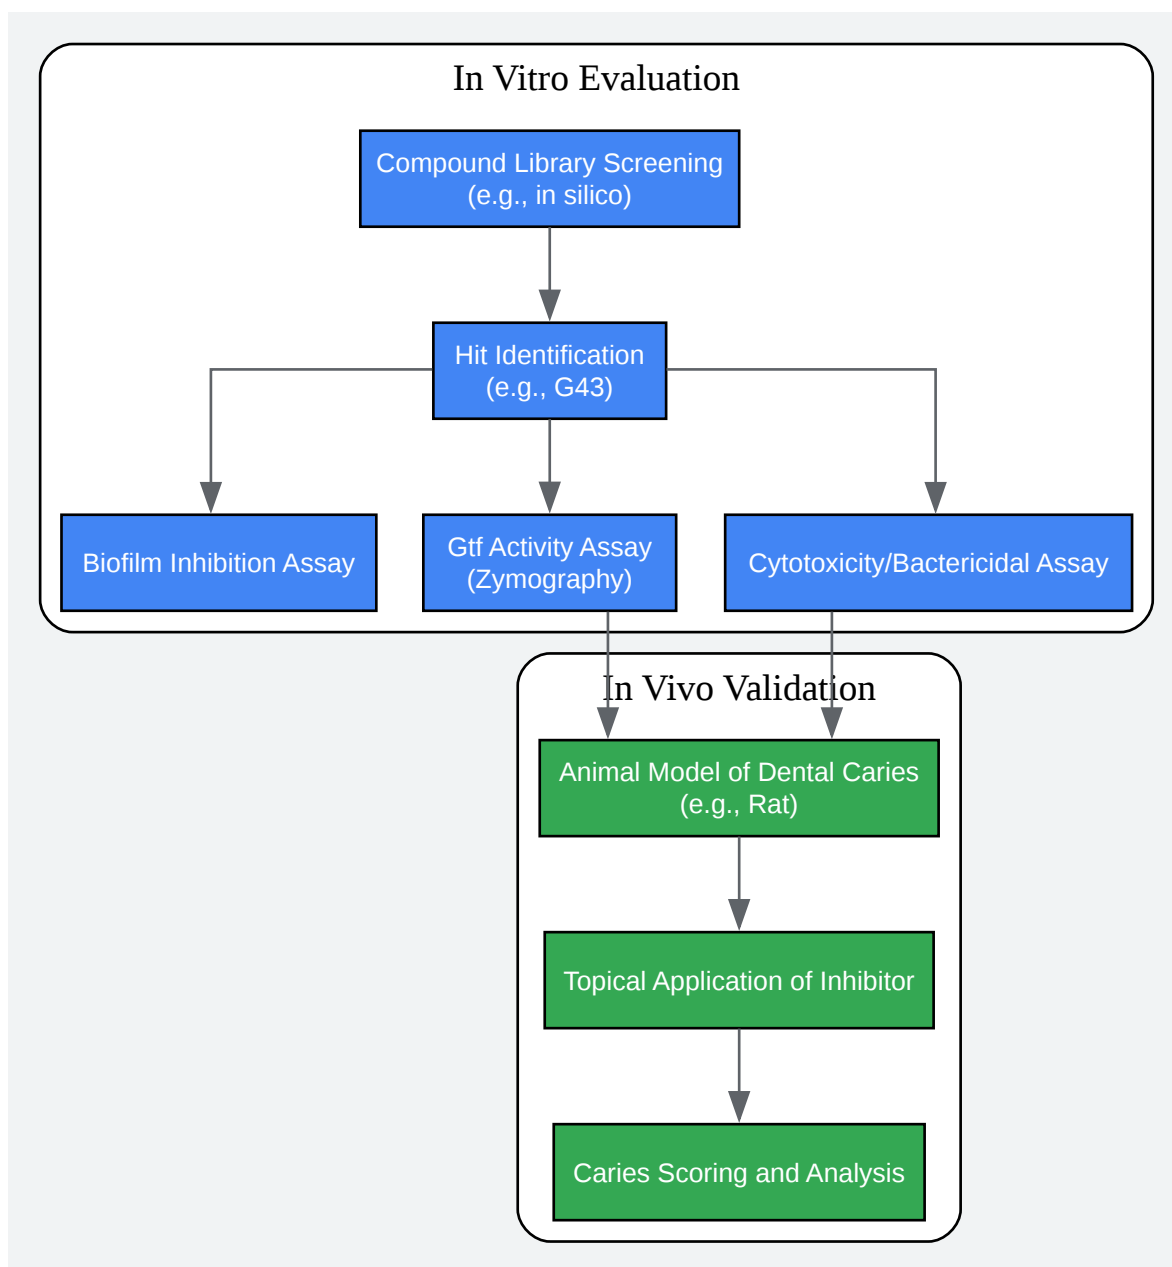 In Vitro Evaluation
Compound Library Screening
(e.g., in silico)
Hit Identification
(e.g., G43)
Biofilm Inhibition Assay
Gtf Activity Assay
(Zymography)
Cytotoxicity/Bactericidal Assay
In Vivo Validation
Animal Model of Dental Caries
(e.g., Rat)
Topical Application of Inhibitor
Caries Scoring and Analysis